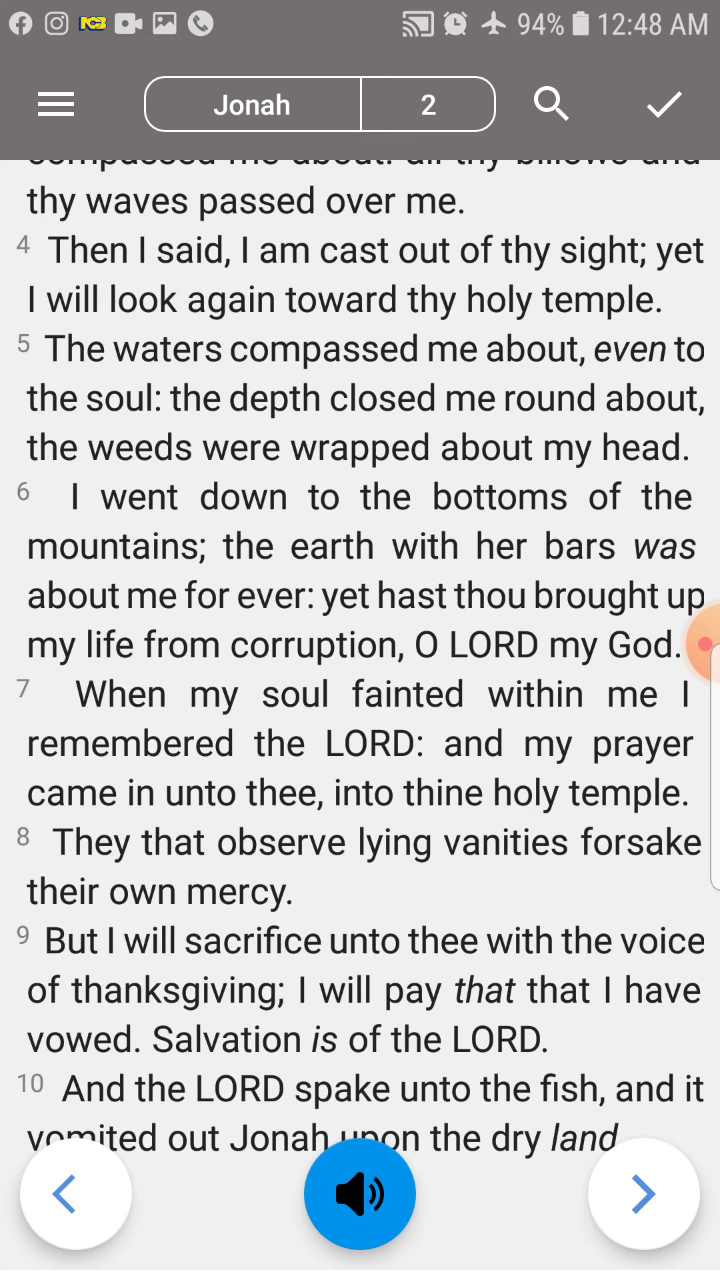 NCB
94%
12:48 AM
Jonah
2
compassed me about: all thy billows and
thy waves passed over me.
4 Then I said, I am cast out of thy sight; yet
I will look again toward thy holy temple.
5 The waters compassed me about, even to
the soul: the depth closed me round about,
the weeds were wrapped about my head.
6 I went down to the bottoms of the
mountains; the earth with her bars was
about me for ever: yet hast thou brought up
my life from corruption, O LORD my God.
7 When my soul fainted within me I
remembered the LORD: and my prayer
came in unto thee, into thine holy temple.
8 They that observe lying vanities forsake
their own mercy.
9 But I will sacrifice unto thee with the voice
of thanksgiving; I will pay that that I have
vowed. Salvation is of the LORD.
10 And the LORD spake unto the fish, and it
vomited out Jonah upon the dry land